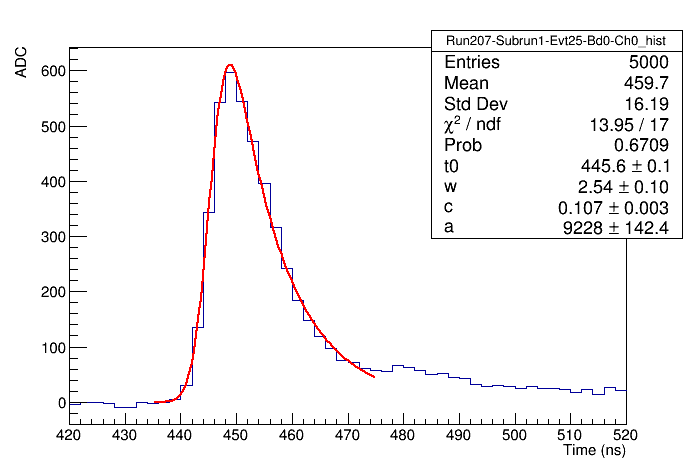 Run207-Subrun1-Evt25-Bd0-Ch0_hist
Entries 5000
Mean 459.7
Std Dev 16.19
χ² / ndf 13.95 / 17
Prob 0.6709
t0 445.6 ± 0.1
w 2.54 ± 0.10
c 0.107 ± 0.003
a 9228 ± 142.4
ADC
600
500
400
300
200
100
0
420 430 440 450 460 470 480 490 500 510 520
Time (ns)